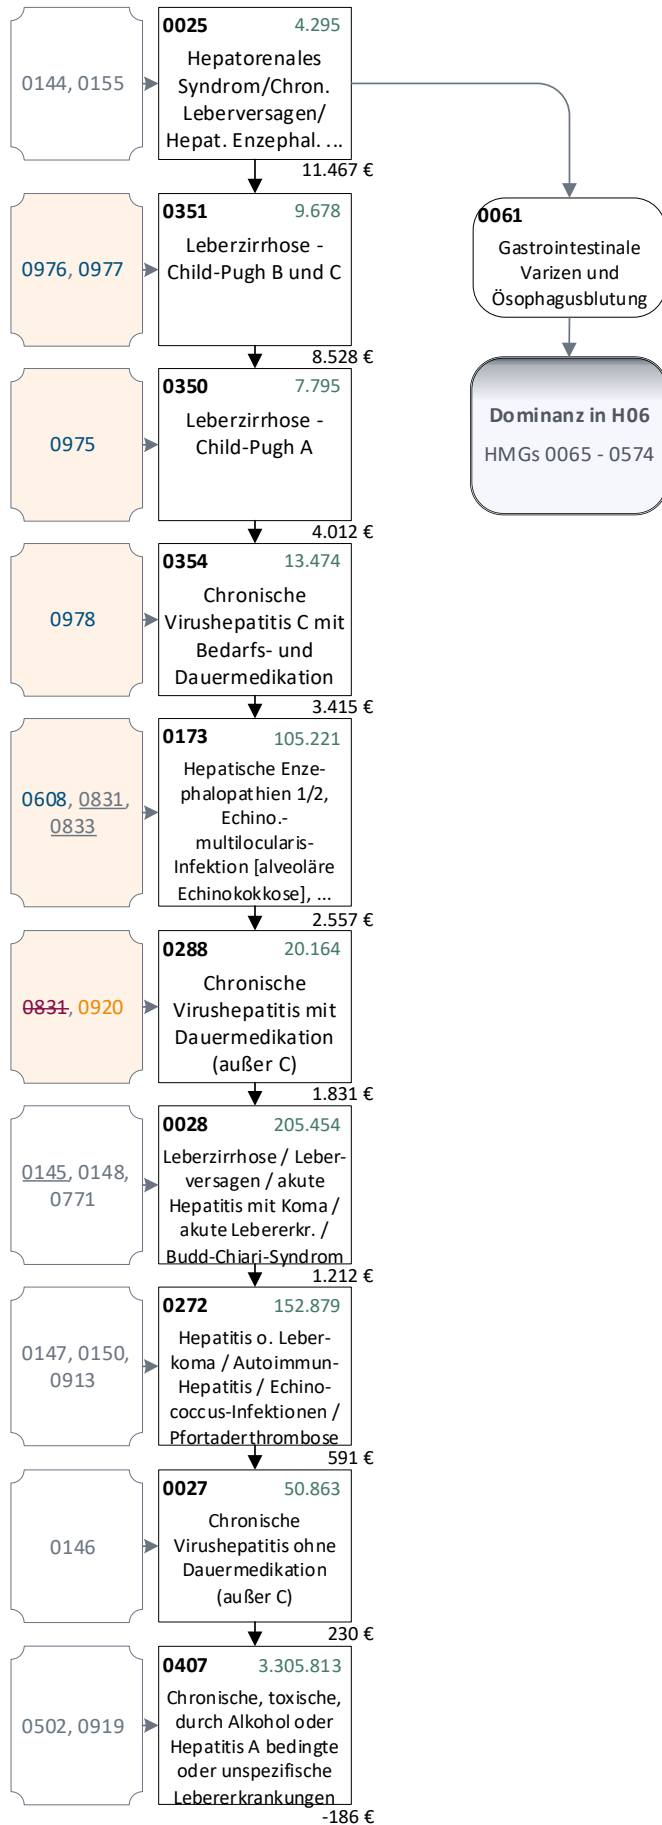 0144, 0155
0025 4.295
Hepatorenales
Syndrom/Chron.
Leberversagen/
Hepat. Enzephal. ...
11.467 €
0061
Gastrointestinale
Varizen und
Ösophagusblutung
Dominanz in H06
HMGs 0065 - 0574
0976, 0977
0351 9.678
Leberzirrhose -
Child-Pugh B und C
8.528 €
0975
0350 7.795
Leberzirrhose -
Child-Pugh A
4.012 €
0978
0354 13.474
Chronische
Virushepatitis C mit
Bedarfs- und
Dauermedikation
3.415 €
0608, 0831,
0833
0173 105.221
Hepatische Enze-
phalopathien 1/2,
Echino.-
multilocularis-
Infektion [alveoläre
Echinokokkose], ...
2.557 €
0831, 0920
0288 20.164
Chronische
Virushepatitis mit
Dauermedikation
(außer C)
1.831 €
0145, 0148,
0771
0028 205.454
Leberzirrhose / Leber-
versagen / akute
Hepatitis mit Koma /
akute Lebererkr. /
Budd-Chiari-Syndrom
1.212 €
0147, 0150,
0913
0272 152.879
Hepatitis o. Leber-
koma / Autoimmun-
Hepatitis / Echino-
coccus-Infektionen /
Pfortaderthrombose
591 €
0146
0027 50.863
Chronische
Virushepatitis ohne
Dauermedikation
(außer C)
230 €
0502, 0919
0407 3.305.813
Chronische, toxische,
durch Alkohol oder
Hepatitis A bedingte
oder unspezifische
Lebererkrankungen
-186 €